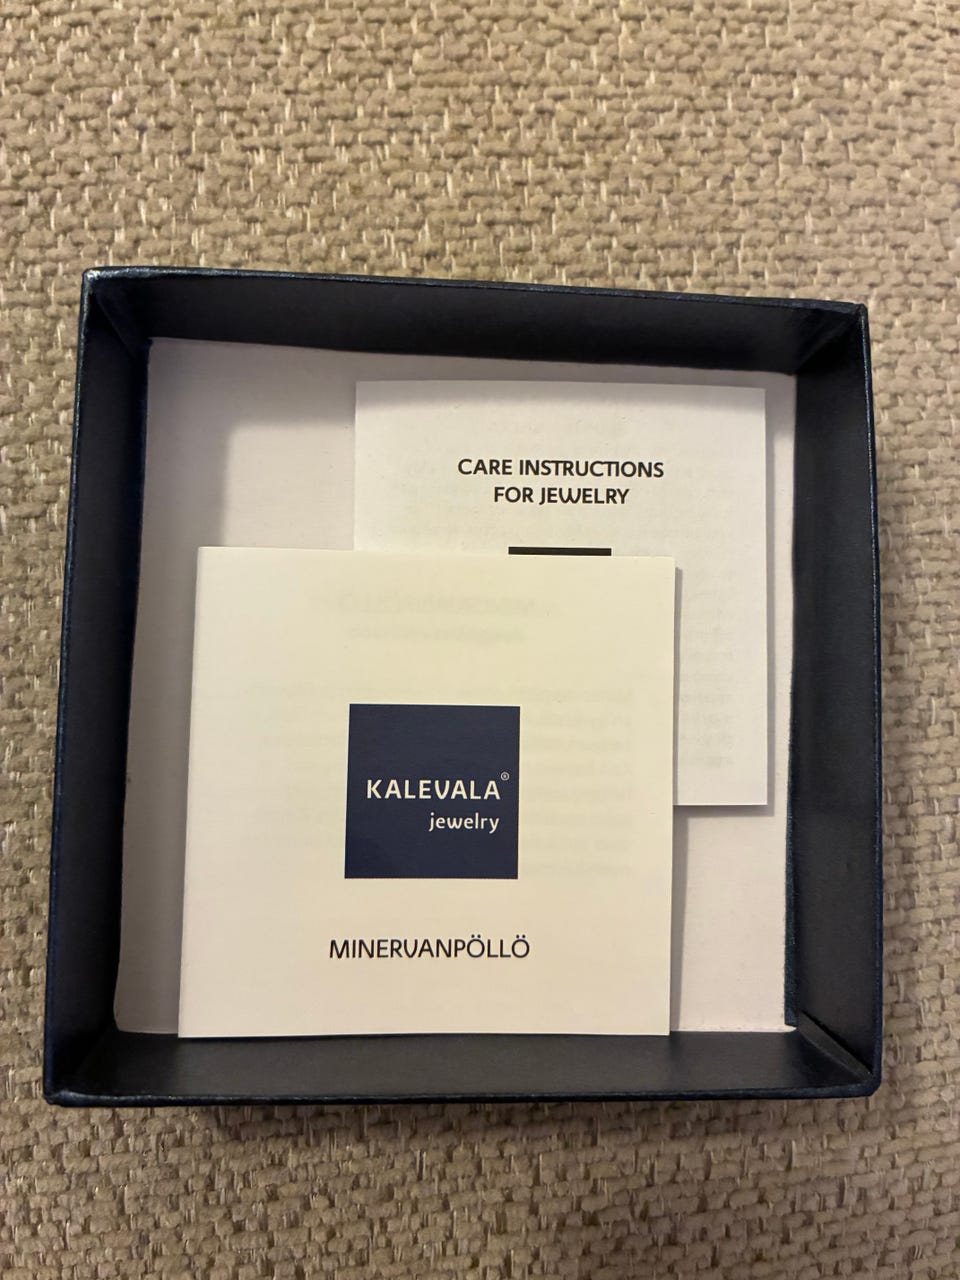 CARE INSTRUCTIONS
FOR JEWELRY
KALEVALA®
jewelry
MINERVANPÖLLÖ